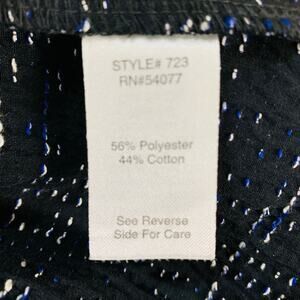 STYLE# 723
RN#54077
56% Polyester
44% Cotton
See Reverse
Side For Care